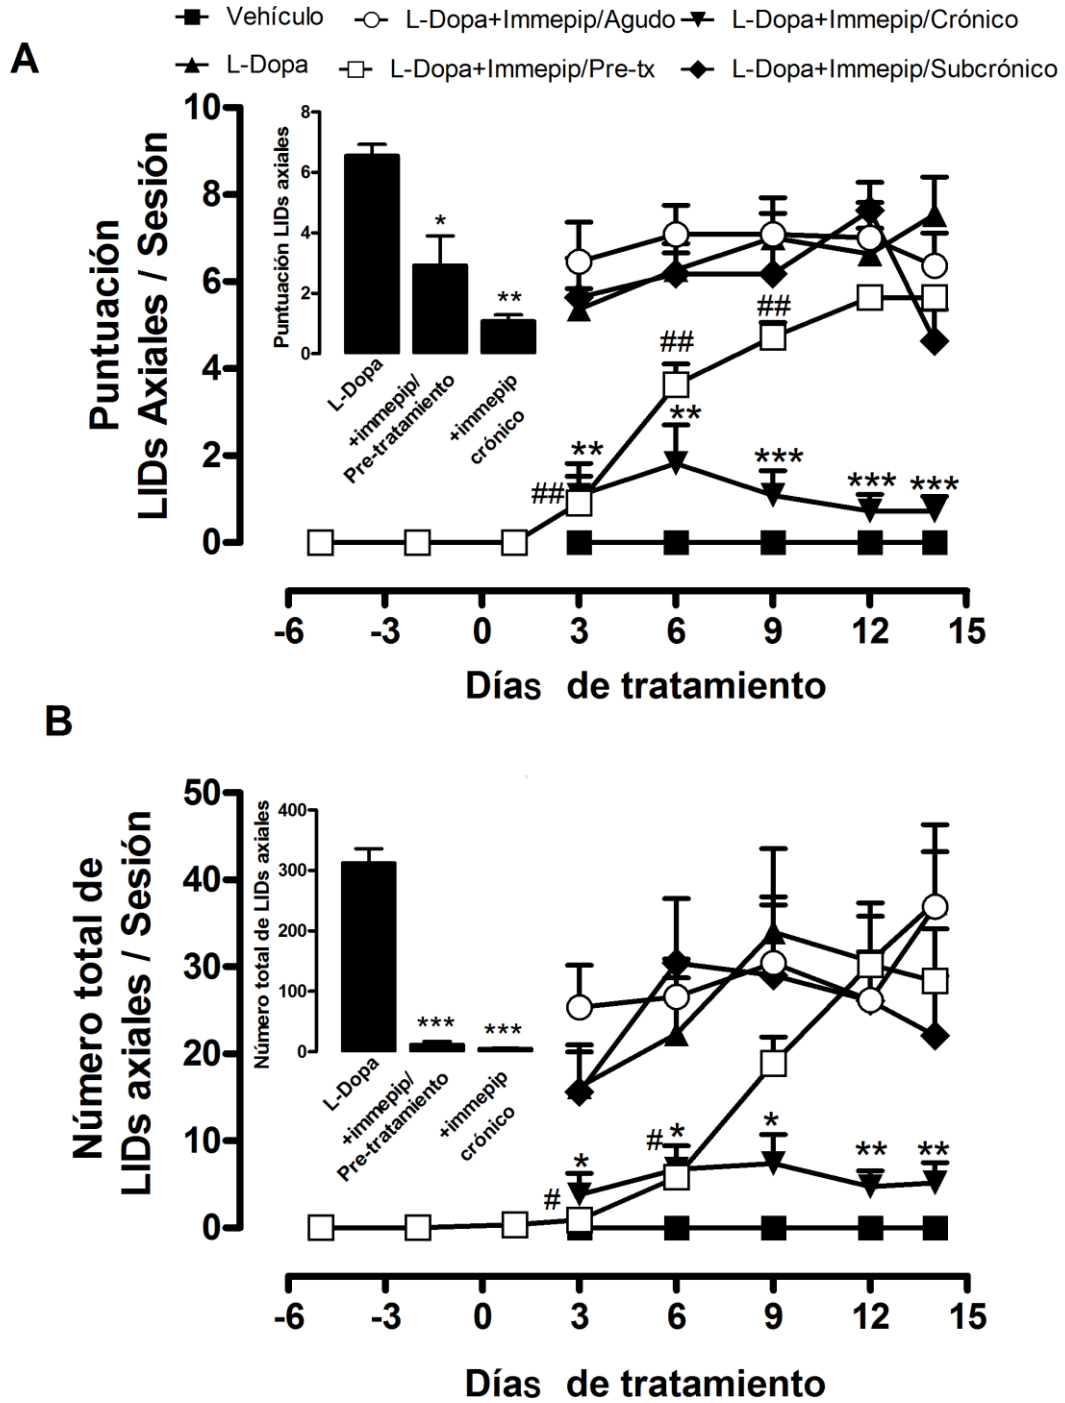 Vehículo
L-Dopa+Immepip/Agudo
L-Dopa+Immepip/Crónico
L-Dopa
L-Dopa+Immepip/Pre-tx
L-Dopa+Immepip/Subcrónico
A
Puntuación
LIDs Axiales / Sesión
10
8
6
4
2
0
Puntuación LIDs axiales
8
6
4
2
0
*
**
L-Dopa
+immepip/
Pre-tratamiento
+immepip
crónico
##
**
##
**
##
***
***
***
-6
-3
0
3
6
9
12
15
Días de tratamiento
B
Número total de
LIDs axiales / Sesión
50
40
30
20
10
0
Número total de LIDs axiales
400
300
200
100
0
***
***
L-Dopa
+immepip/
Pre-tratamiento
+immepip
crónico
#
*
#
*
*
**
**
-6
-3
0
3
6
9
12
15
Días de tratamiento